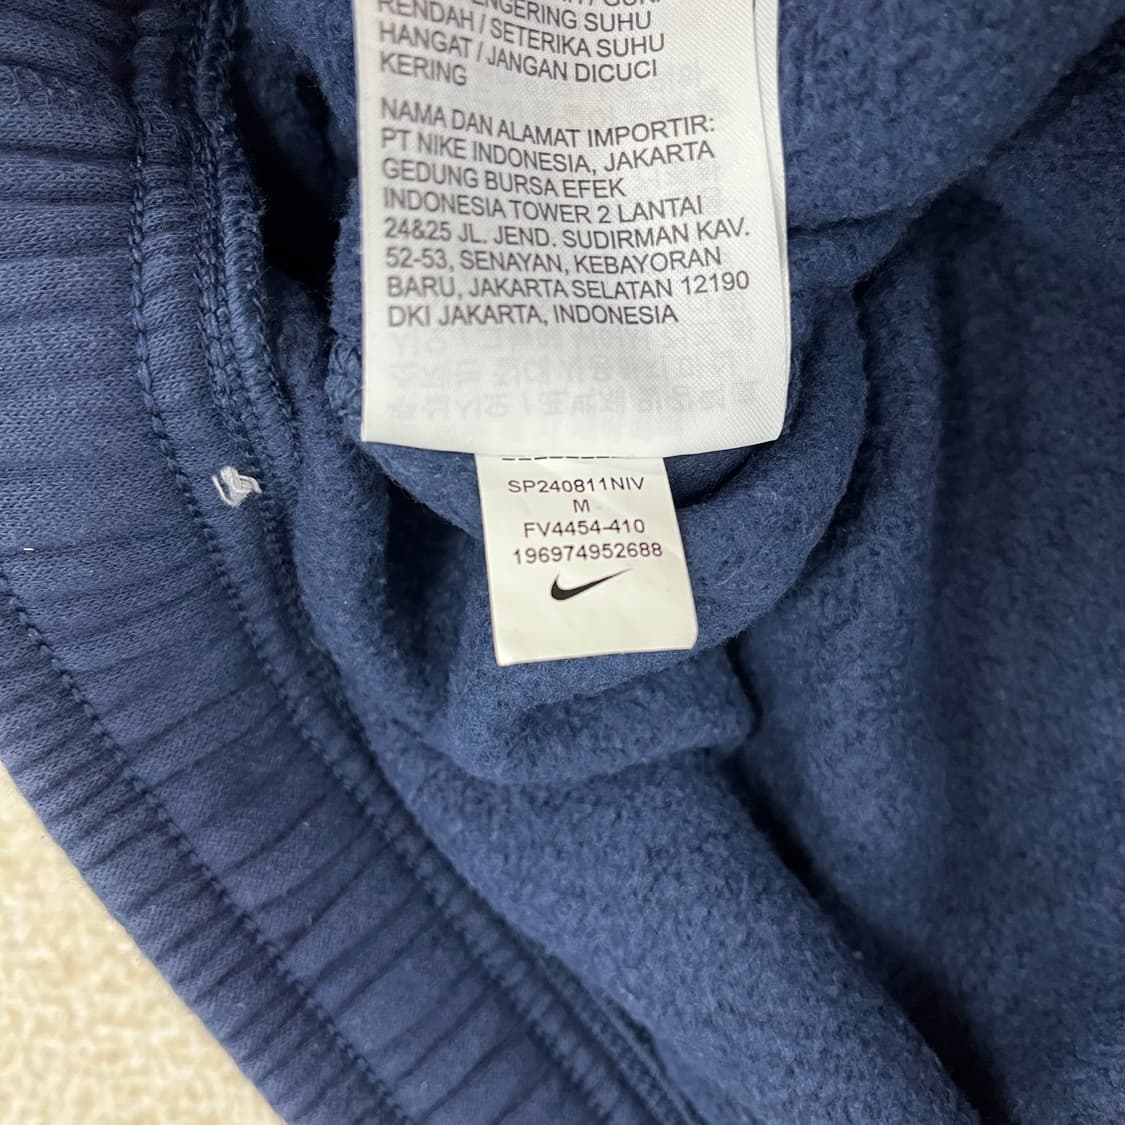 PENGERING SUHU
RENDAH / SETERIKA SUHU
HANGAT / JANGAN DICUCI
KERING
NAMA DAN ALAMAT IMPORTIR:
PT NIKE INDONESIA, JAKARTA
GEDUNG BURSA EFEK
INDONESIA TOWER 2 LANTAI
24&25 JL. JEND. SUDIRMAN KAV.
52-53, SENAYAN, KEBAYORAN
BARU, JAKARTA SELATAN 12190
DKI JAKARTA, INDONESIA
SP240811NIV
M
FV4454-410
196974952688